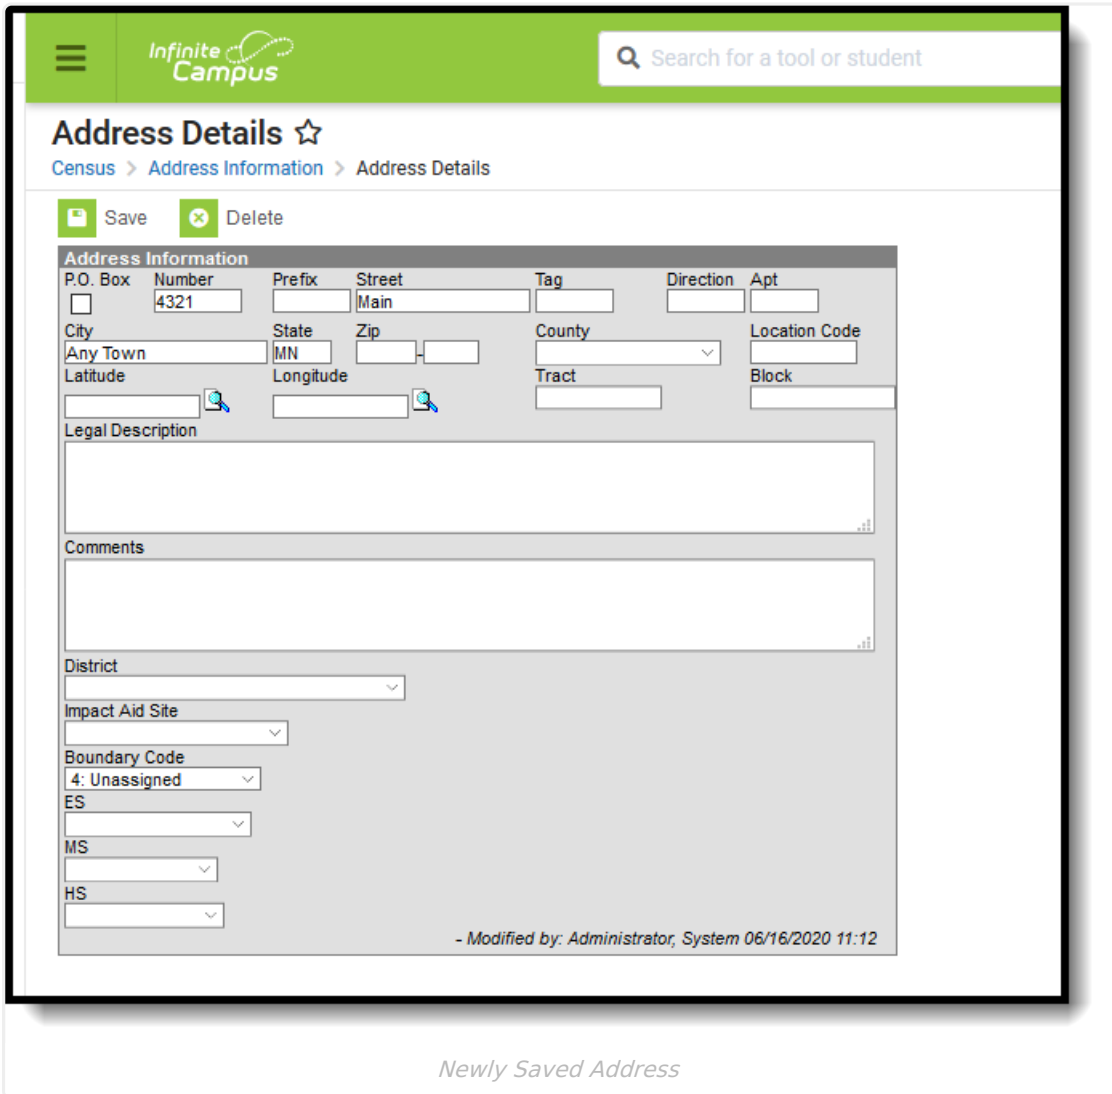 Infinite Campus
Search for a tool or student
Address Details
Census > Address Information > Address Details
Save Delete
Address Information
P.O. Box Number Prefix Street Tag Direction Apt
4321 Main
City State Zip County Location Code
Any Town MN -
Latitude Longitude Tract Block
Legal Description
Comments
District
Impact Aid Site
Boundary Code
4: Unassigned
ES
MS
HS
- Modified by: Administrator, System 06/16/2020 11:12
Newly Saved Address